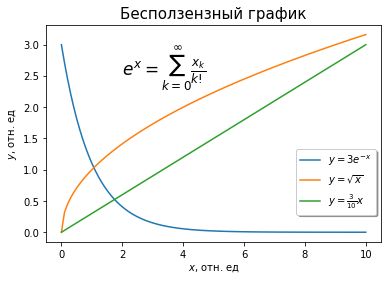 Бесползензный график
y, отн. ед
3.0
2.5
2.0
1.5
1.0
0.5
0.0
e^x = ∑_{k=0}^{∞} x_k/k!
y = 3e^{-x}
y = √x
y = 3/10 x
0 2 4 6 8 10
x, отн. ед